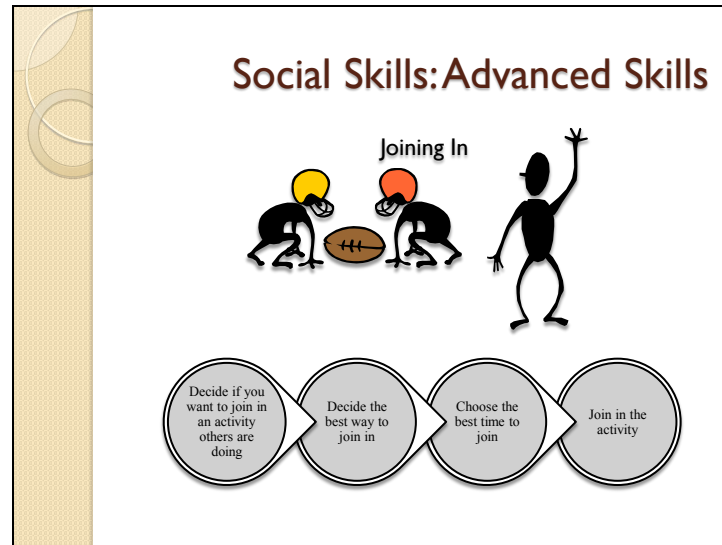 Social Skills: Advanced Skills
Joining In
Decide if you
want to join in
an activity
others are
doing
Decide the
best way to
join in
Choose the
best time to
join
Join in the
activity